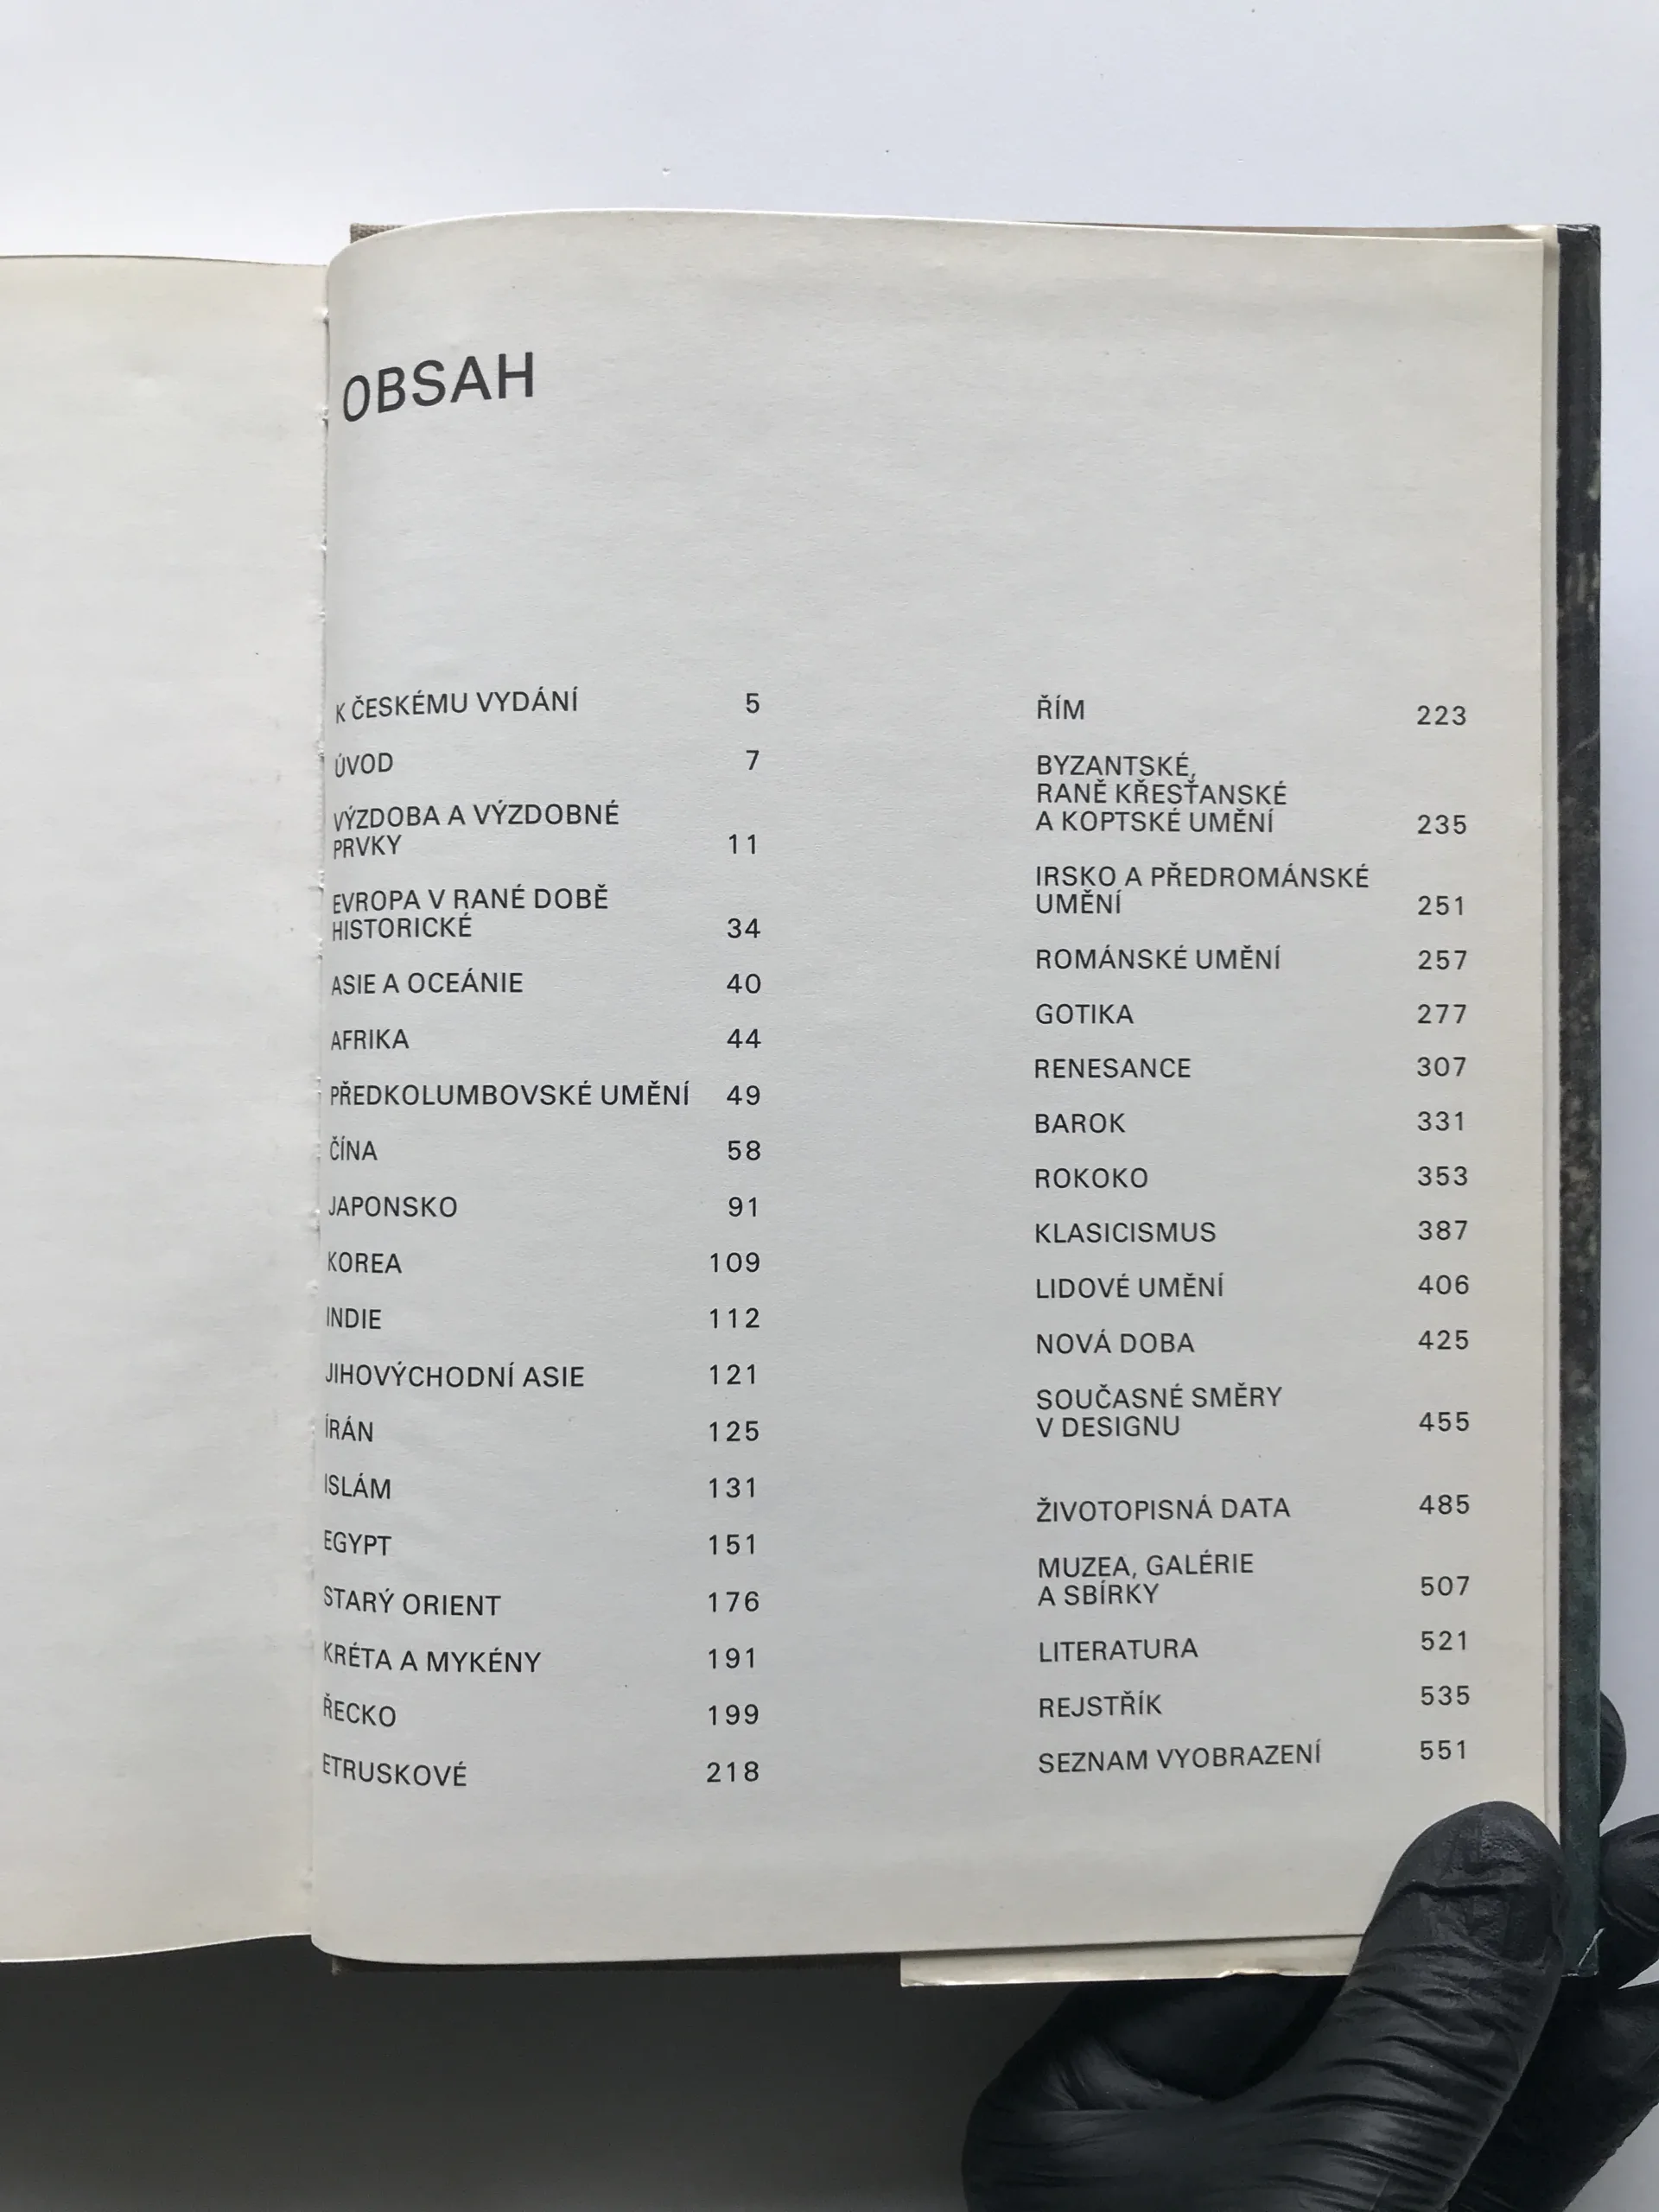 OBSAH
K ČESKÉMU VYDÁNÍ 5
ÚVOD 7
VÝZDOBA A VÝZDOBNÉ
PRVKY 11
EVROPA V RANÉ DOBĚ
HISTORICKÉ 34
ASIE A OCEÁNIE 40
AFRIKA 44
PŘEDKOLUMBOVSKÉ UMĚNÍ 49
ČÍNA 58
JAPONSKO 91
KOREA 109
INDIE 112
JIHOVÝCHODNÍ ASIE 121
ÍRÁN 125
ISLÁM 131
EGYPT 151
STARÝ ORIENT 176
KRÉTA A MYKÉNY 191
ŘECKO 199
ETRUSKOVÉ 218
ŘÍM 223
BYZANTSKÉ,
RANĚ KŘESŤANSKÉ
A KOPTSKÉ UMĚNÍ 235
IRSKO A PŘEDROMÁNSKÉ
UMĚNÍ 251
ROMÁNSKÉ UMĚNÍ 257
GOTIKA 277
RENESANCE 307
BAROK 331
ROKOKO 353
KLASICISMUS 387
LIDOVÉ UMĚNÍ 406
NOVÁ DOBA 425
SOUČASNÉ SMĚRY
V DESIGNU 455
ŽIVOTOPISNÁ DATA 485
MUZEA, GALÉRIE
A SBÍRKY 507
LITERATURA 521
REJSTŘÍK 535
SEZNAM VYOBRAZENÍ 551